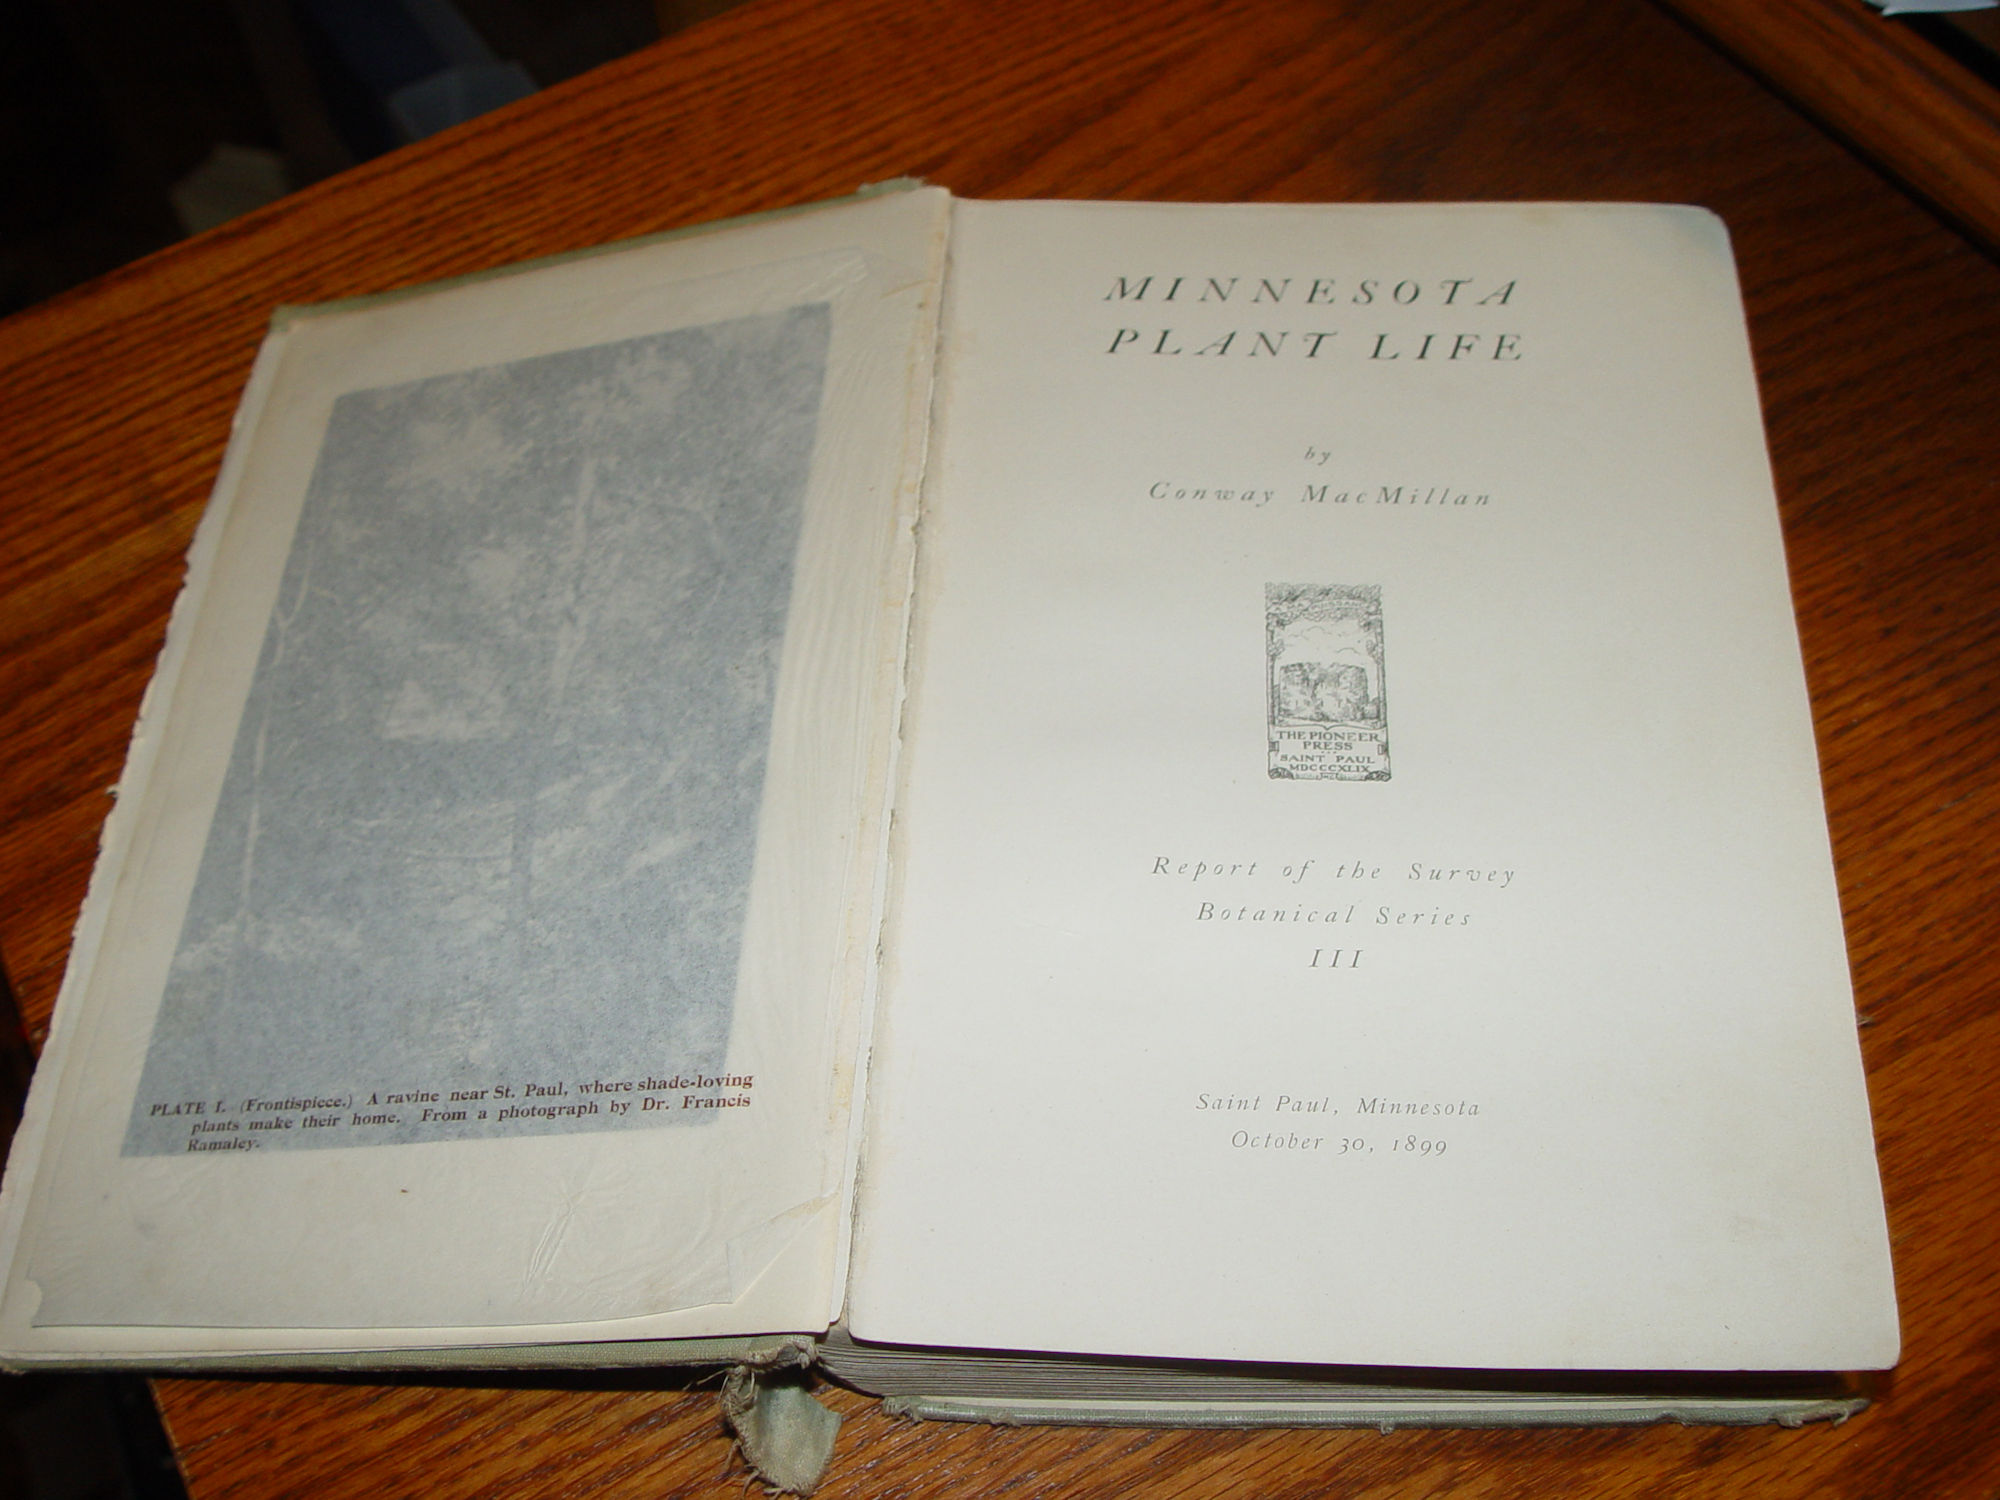 PLATE I. (Frontispiece.) A ravine near St. Paul, where shade-loving
plants make their home. From a photograph by Dr. Francis
Ramaley.
MINNESOTA
PLANT LIFE
by
Conway MacMillan
THE PIONEER
PRESS
SAINT PAUL
MDCCCXLIX
Report of the Survey
Botanical Series
III
Saint Paul, Minnesota
October 30, 1899